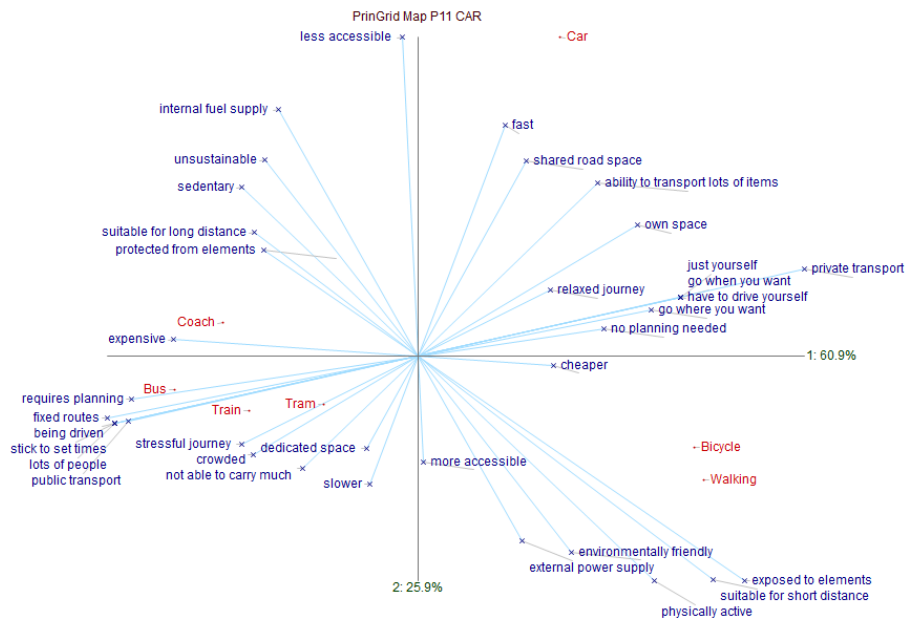 PrinGrid Map P11 CAR
less accessible
Car
internal fuel supply
fast
unsustainable
shared road space
sedentary
ability to transport lots of items
own space
suitable for long distance
protected from elements
just yourself
private transport
go when you want
relaxed journey
have to drive yourself
go where you want
Coach
no planning needed
expensive
1: 60.9%
cheaper
Bus
requires planning
Train
Tram
fixed routes
being driven
stick to set times
stressful journey
dedicated space
Bicycle
lots of people
crowded
more accessible
public transport
not able to carry much
slower
Walking
environmentally friendly
external power supply
2: 25.9%
exposed to elements
suitable for short distance
physically active